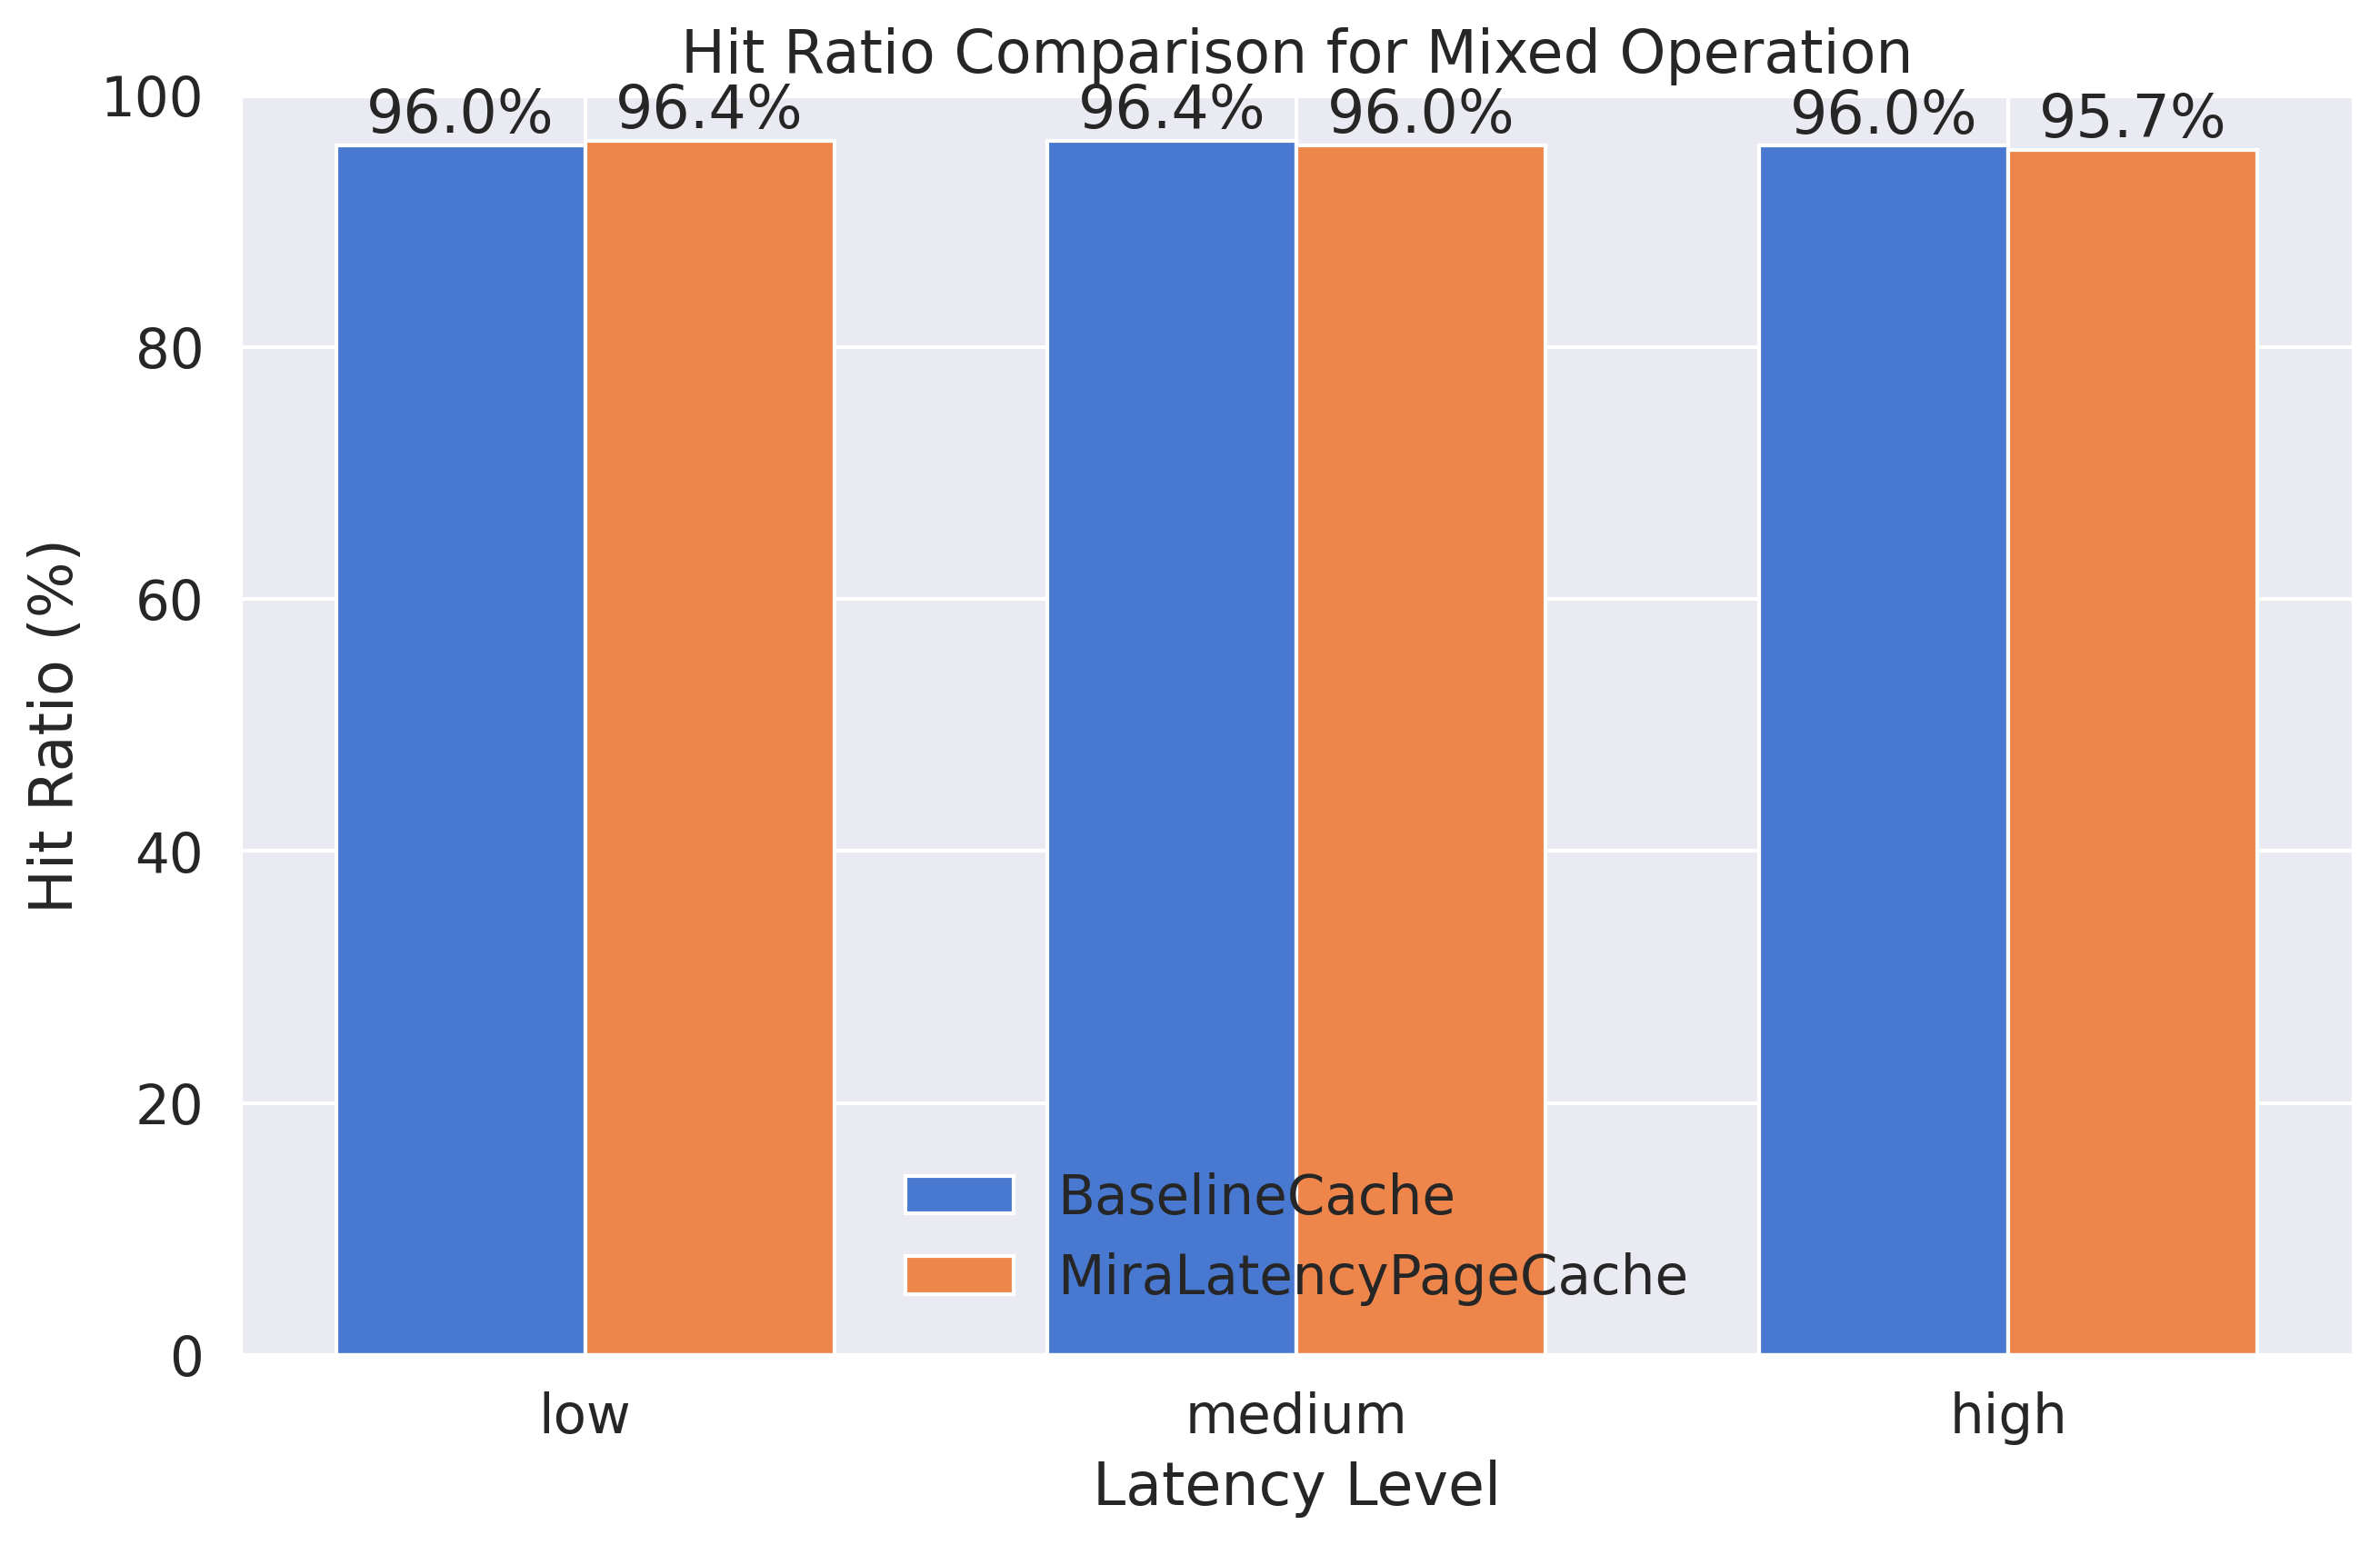 Hit Ratio Comparison for Mixed Operation
100
96.0%
96.4%
96.4%
96.0%
96.0%
95.7%
80
60
40
20
0
Hit Ratio (%)
BaselineCache
MiraLatencyPageCache
low
medium
high
Latency Level